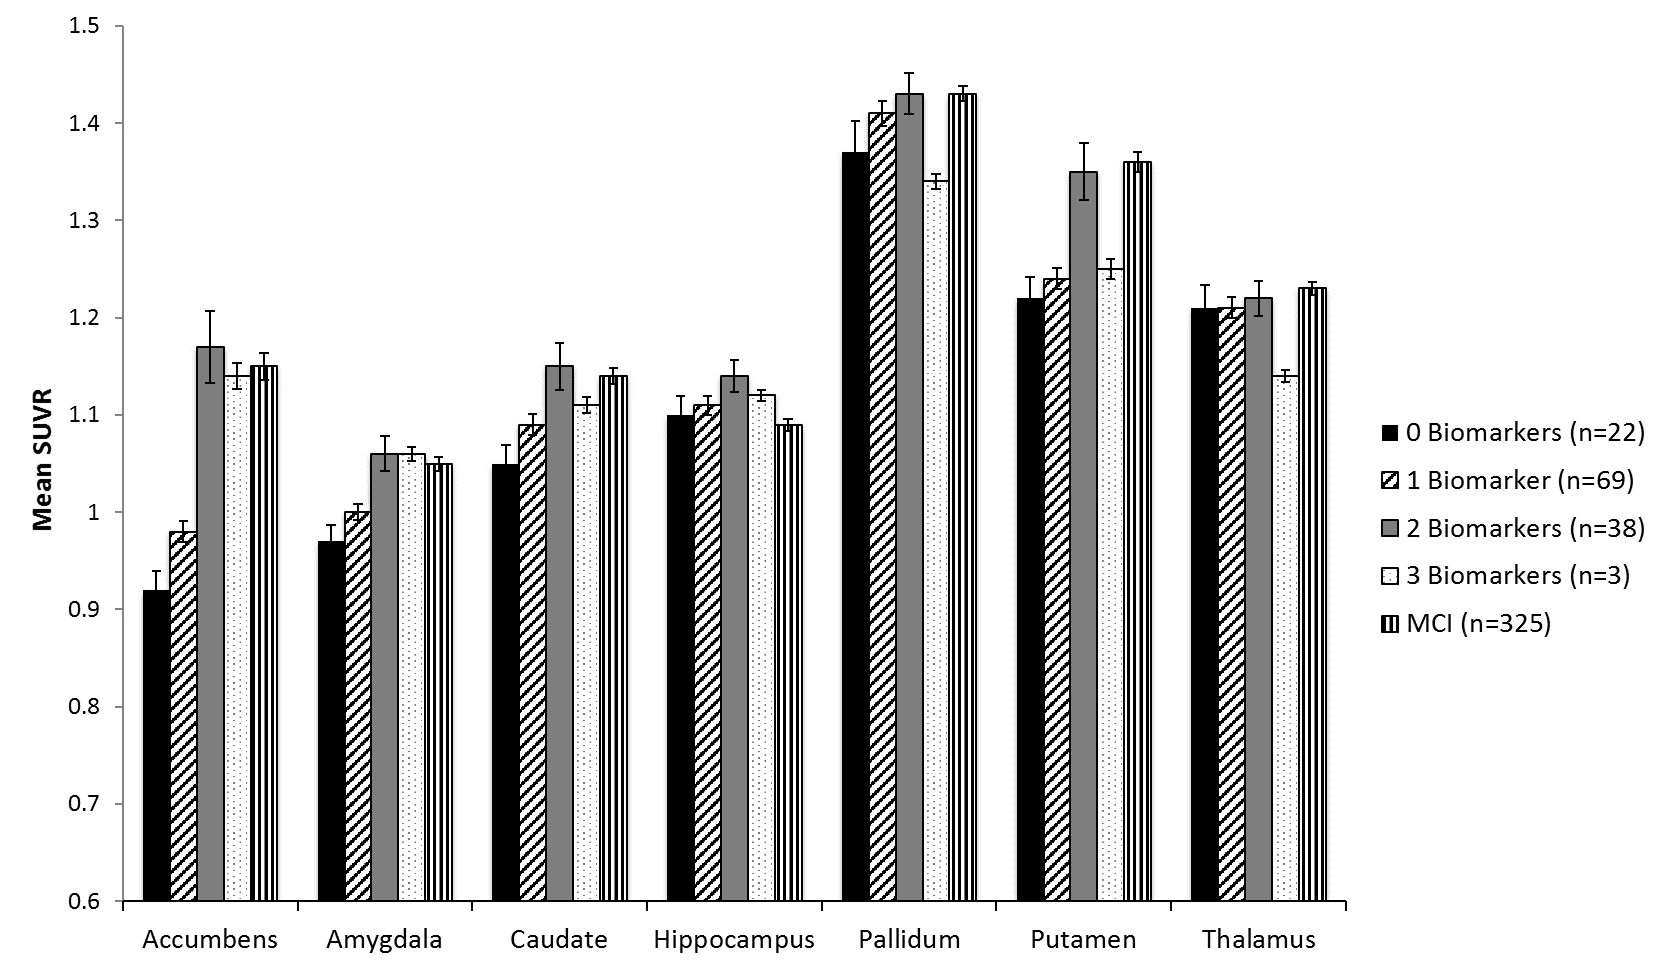 1.5
1.4
1.3
1.2
1.1
1
0.9
0.8
0.7
0.6
Mean SUVR
Accumbens
Amygdala
Caudate
Hippocampus
Pallidum
Putamen
Thalamus
0 Biomarkers (n=22)
1 Biomarker (n=69)
2 Biomarkers (n=38)
3 Biomarkers (n=3)
MCI (n=325)